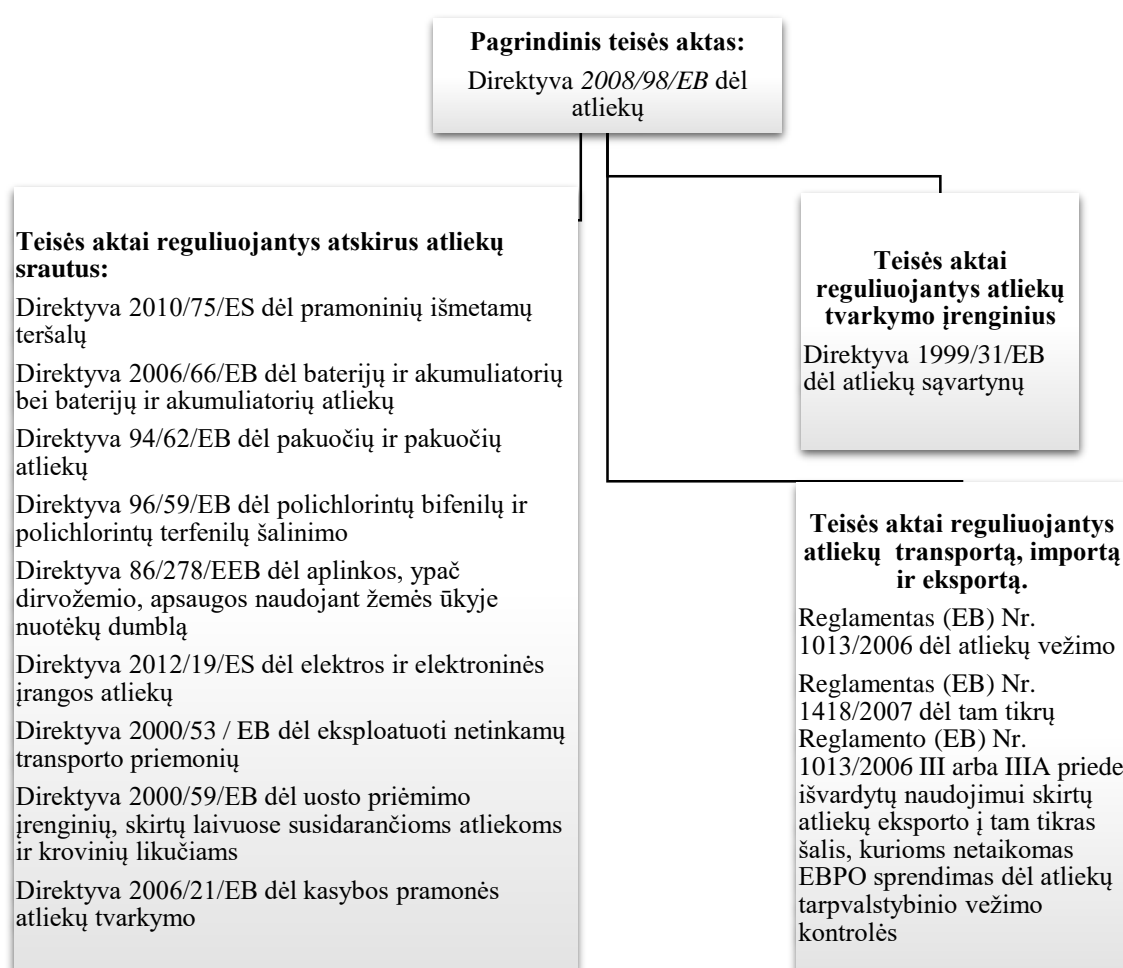 Pagrindinis teisės aktas:
Direktyva 2008/98/EB dėl
atliekų
Teisės aktai reguliuojantys atskirus atliekų
srautus:
Direktyva 2010/75/ES dėl pramoninių išmetamų
teršalų
Direktyva 2006/66/EB dėl baterijų ir akumuliatorių
bei baterijų ir akumuliatorių atliekų
Direktyva 94/62/EB dėl pakuočių ir pakuočių
atliekų
Direktyva 96/59/EB dėl polichlorintų bifenilų ir
polichlorintų terfenilų šalinimo
Direktyva 86/278/EEB dėl aplinkos, ypač
dirvožemio, apsaugos naudojant žemės ūkyje
nuotėkų dumblą
Direktyva 2012/19/ES dėl elektros ir elektroninės
įrangos atliekų
Direktyva 2000/53 / EB dėl eksploatuoti netinkamų
transporto priemonių
Direktyva 2000/59/EB dėl uosto priėmimo
įrenginių, skirtų laivuose susidarančioms atliekoms
ir krovinių likučiams
Direktyva 2006/21/EB dėl kasybos pramonės
atliekų tvarkymo
Teisės aktai
reguliuojantys atliekų
tvarkymo įrenginius
Direktyva 1999/31/EB
dėl atliekų sąvartynų
Teisės aktai reguliuojantys
atliekų transportą, importą
ir eksportą.
Reglamentas (EB) Nr.
1013/2006 dėl atliekų vežimo
Reglamentas (EB) Nr.
1418/2007 dėl tam tikrų
Reglamento (EB) Nr.
1013/2006 III arba IIIA priede
išvardytų naudojimui skirtų
atliekų eksporto į tam tikras
šalis, kurioms netaikomas
EBPO sprendimas dėl atliekų
tarpvalstybinio vežimo
kontrolės